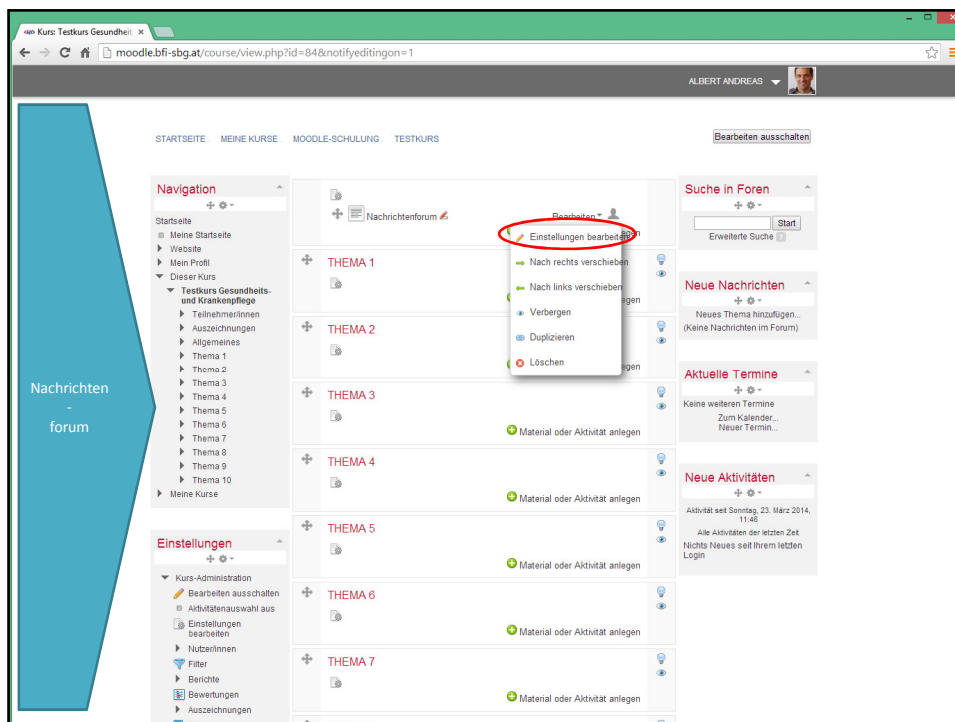 Kurs: Testkurs Gesundheit
moodle.bfi-sbg.at/course/view.php?id=84&notifyeditingon=1
ALBERT ANDREAS
Nachrichten
-
forum
STARTSEITE MEINE KURSE MOODLE-SCHULUNG TESTKURS
Bearbeiten ausschalten
Navigation
Startseite
Meine Startseite
Website
Mein Profil
Dieser Kurs
Testkurs Gesundheits-
und Krankenpflege
Teilnehmer/innen
Auszeichnungen
Allgemeines
Thema 1
Thema 2
Thema 3
Thema 4
Thema 5
Thema 6
Thema 7
Thema 8
Thema 9
Thema 10
Meine Kurse
Einstellungen
Kurs-Administration
Bearbeiten ausschalten
Aktivitätenauswahl aus
Einstellungen
bearbeiten
Nutzer/innen
Filter
Berichte
Bewertungen
Auszeichnungen
Nachrichtenforum
Bearbeiten
Einstellungen bearbeiten
Nach rechts verschieben
Nach links verschieben
Verbergen
Duplizieren
Löschen
egen
THEMA 1
egen
THEMA 2
egen
THEMA 3
Material oder Aktivität anlegen
THEMA 4
Material oder Aktivität anlegen
THEMA 5
Material oder Aktivität anlegen
THEMA 6
Material oder Aktivität anlegen
THEMA 7
Material oder Aktivität anlegen
Suche in Foren
Start
Erweiterte Suche
Neue Nachrichten
Neues Thema hinzufügen...
(Keine Nachrichten im Forum)
Aktuelle Termine
Keine weiteren Termine
Zum Kalender...
Neuer Termin...
Neue Aktivitäten
Aktivität seit Sonntag, 23. März 2014,
11:46
Alle Aktivitäten der letzten Zeit
Nichts Neues seit Ihrem letzten
Login